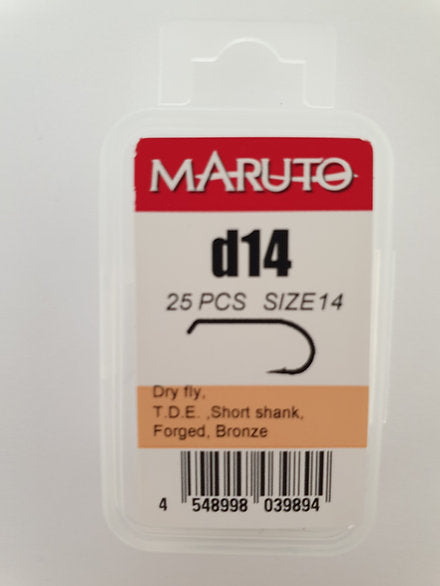 MARUTO
d14
25 PCS SIZE14
Dry fly,
T.D.E. ,Short shank,
Forged, Bronze
4 548998 039894